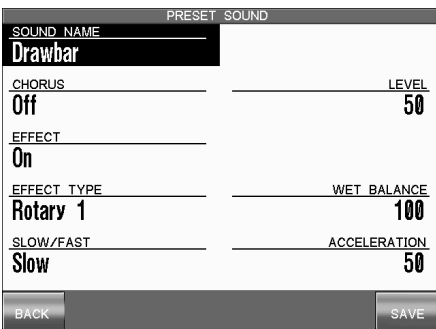 PRESET SOUND
SOUND NAME
Drawbar
CHORUS LEVEL
Off 50
EFFECT
On
EFFECT TYPE WET BALANCE
Rotary 1 100
SLOW/FAST ACCELERATION
Slow 50
BACK SAVE